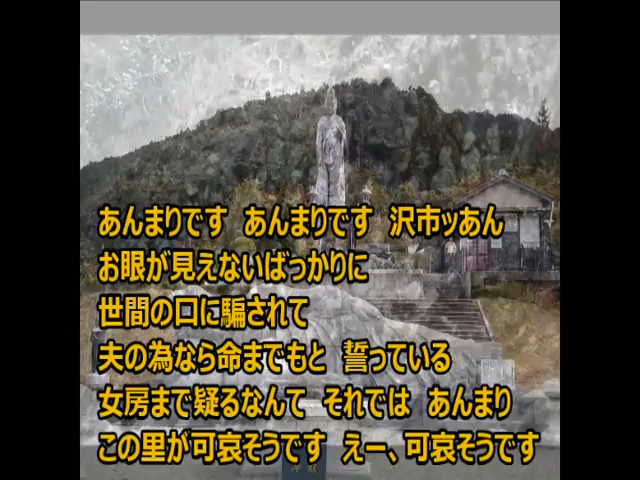 あんまりです　あんまりです　沢市ッあん
お眼が見えないばっかりに
世間の口に騙されて
夫の為なら命までもと　誓っている
女房まで疑るなんて　それでは　あんまり
この里が可哀そうです　えー、可哀そうです